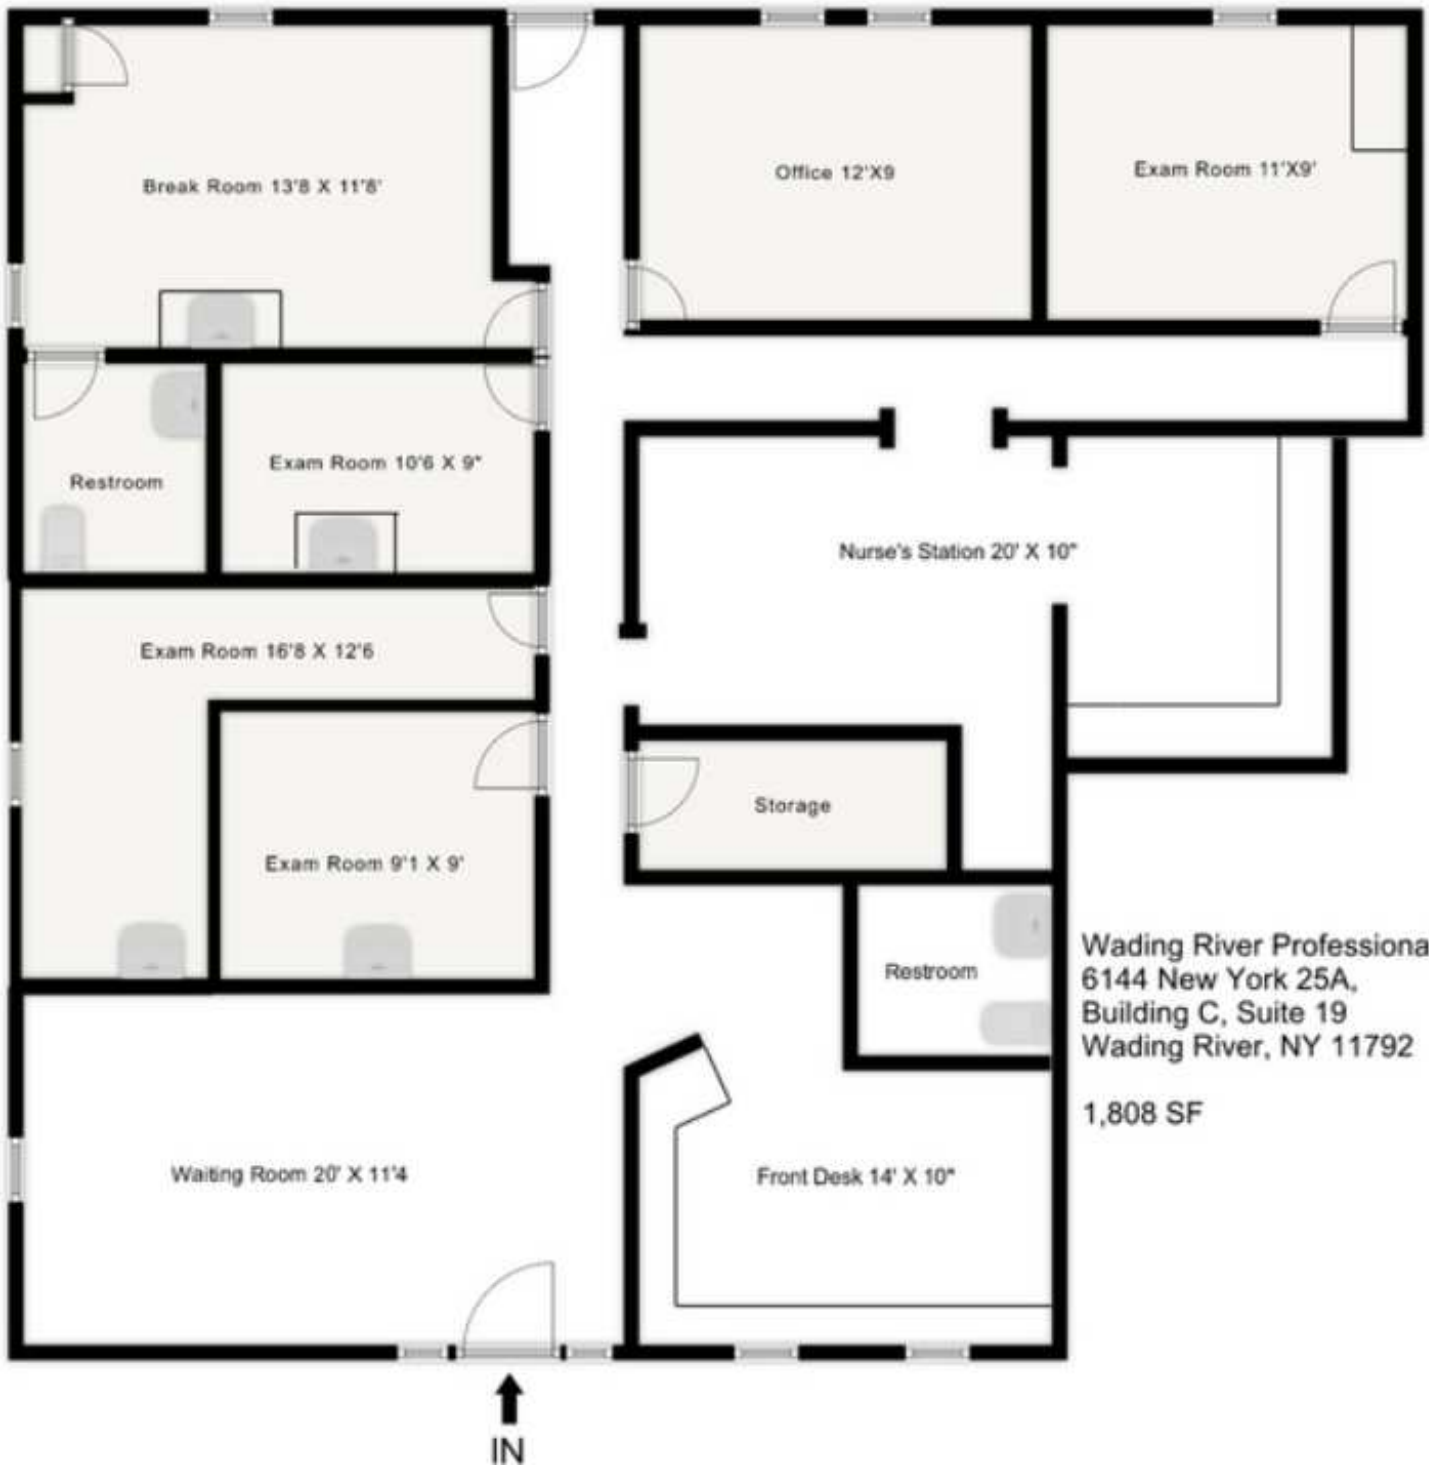 Break Room 13'8 X 11'8'
Office 12'X9
Exam Room 11'X9'
Restroom
Exam Room 10'6 X 9"
Nurse's Station 20' X 10"
Exam Room 16'8 X 12'6
Storage
Exam Room 9'1 X 9'
Restroom
Wading River Professiona
6144 New York 25A,
Building C, Suite 19
Wading River, NY 11792
1,808 SF
Waiting Room 20' X 11'4
Front Desk 14' X 10"
IN